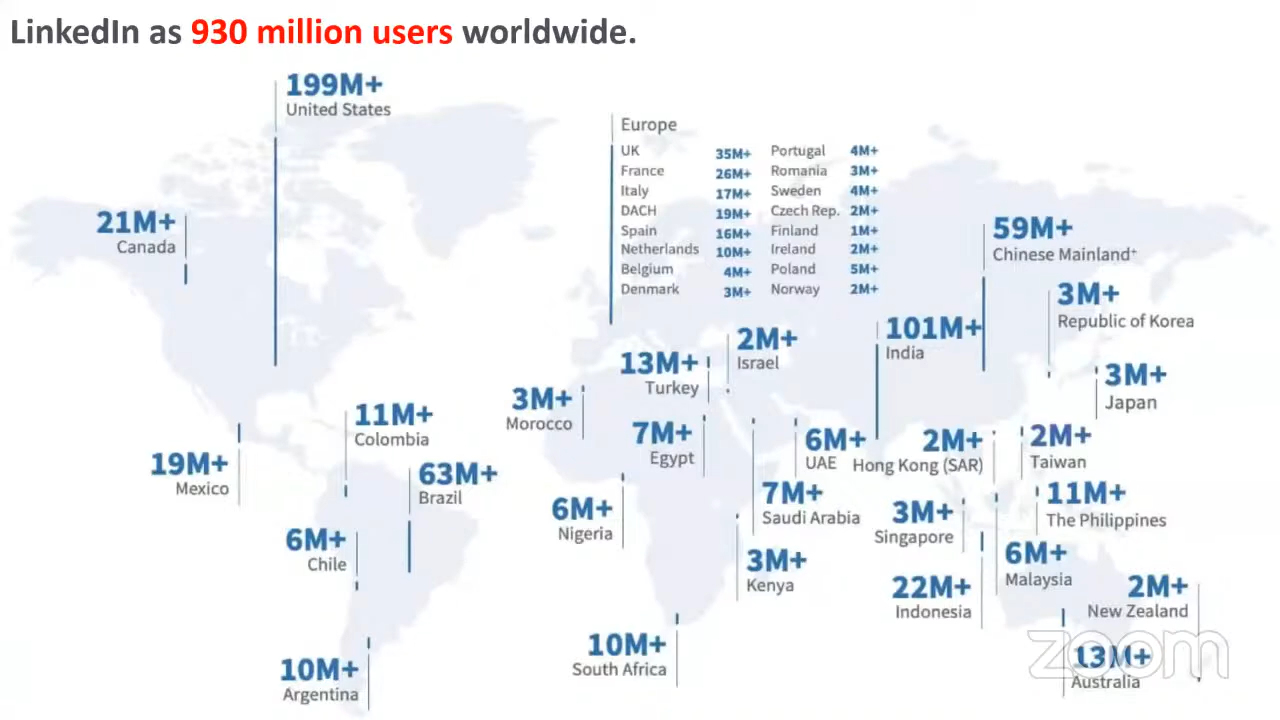 LinkedIn as 930 million users worldwide.
199M+
United States
21M+
Canada
Europe
UK 35M+ Portugal 4M+
France 26M+ Romania 3M+
Italy 17M+ Sweden 4M+
DACH 19M+ Czech Rep. 2M+
Spain 16M+ Finland 1M+
Netherlands 10M+ Ireland 2M+
Belgium 4M+ Poland 5M+
Denmark 3M+ Norway 2M+
59M+
Chinese Mainland+
3M+
Republic of Korea
101M+
India
2M+
Israel
13M+
Turkey
3M+
Japan
3M+
Morocco
11M+
Colombia
7M+
Egypt
6M+
UAE
2M+
Hong Kong (SAR)
2M+
Taiwan
19M+
Mexico
63M+
Brazil
6M+
Nigeria
7M+
Saudi Arabia
3M+
Singapore
11M+
The Philippines
6M+
Chile
3M+
Kenya
22M+
Indonesia
6M+
Malaysia
2M+
New Zealand
10M+
Argentina
10M+
South Africa
13M+
Australia
zoom